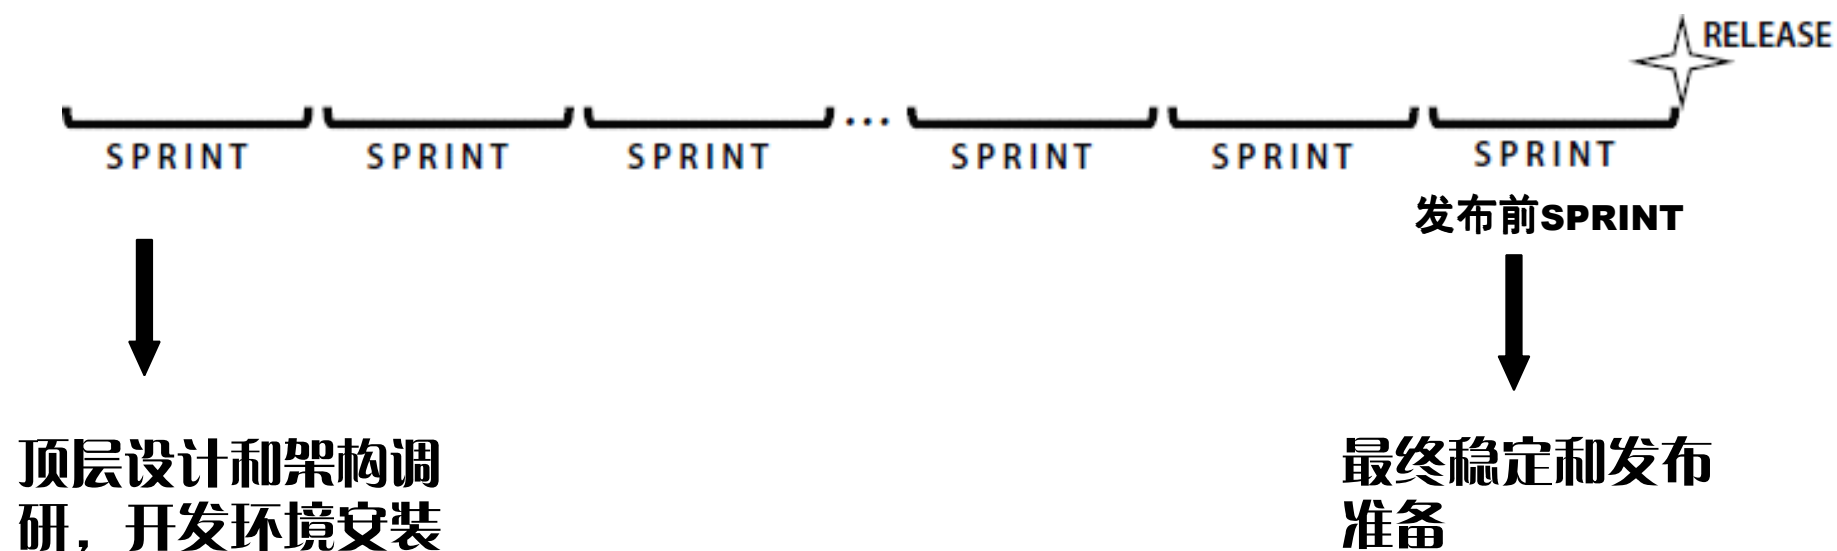 RELEASE
...
SPRINT
SPRINT
SPRINT
SPRINT
SPRINT
SPRINT
发布前SPRINT
顶层设计和架构调
研，开发环境安装
最终稳定和发布
准备